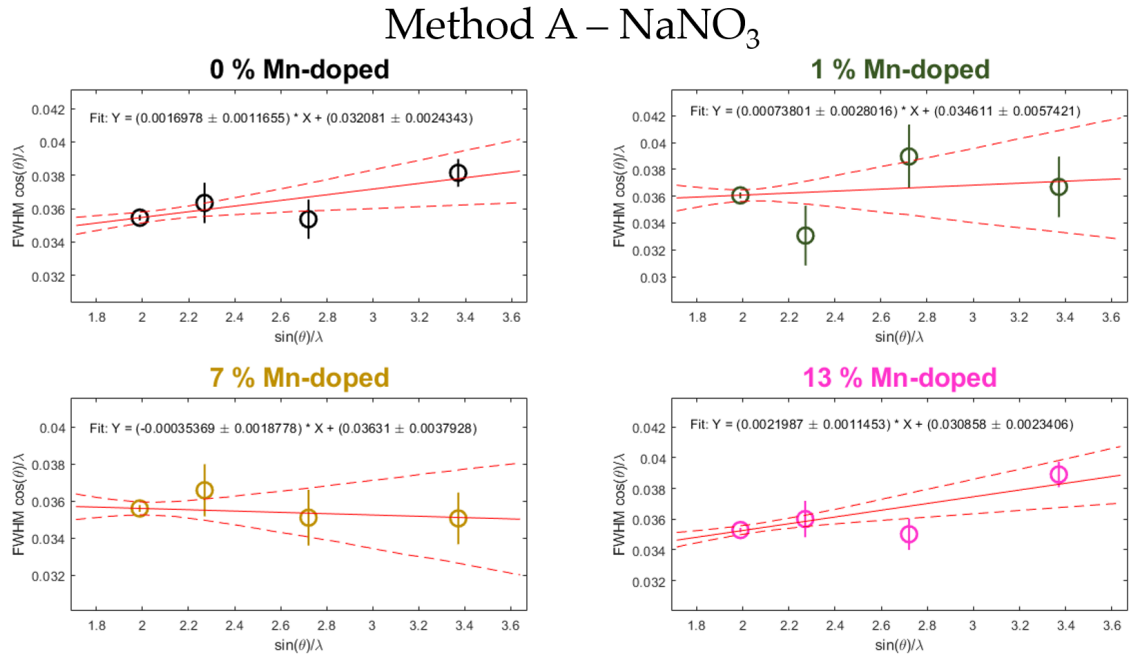 Method A – NaNO₃
0 % Mn-doped
Fit: Y = (0.0016978 ± 0.0011655) * X + (0.032081 ± 0.0024343)
FWHM cos(θ)/λ
0.042
0.04
0.038
0.036
0.034
0.032
1.8 2 2.2 2.4 2.6 2.8 3 3.2 3.4 3.6
sin(θ)/λ
1 % Mn-doped
Fit: Y = (0.00073801 ± 0.0028016) * X + (0.034611 ± 0.0057421)
FWHM cos(θ)/λ
0.042
0.04
0.038
0.036
0.034
0.032
0.03
1.8 2 2.2 2.4 2.6 2.8 3 3.2 3.4 3.6
sin(θ)/λ
7 % Mn-doped
Fit: Y = (-0.00035369 ± 0.0018778) * X + (0.03631 ± 0.0037928)
FWHM cos(θ)/λ
0.04
0.038
0.036
0.034
0.032
1.8 2 2.2 2.4 2.6 2.8 3 3.2 3.4 3.6
sin(θ)/λ
13 % Mn-doped
Fit: Y = (0.0021987 ± 0.0011453) * X + (0.030858 ± 0.0023406)
FWHM cos(θ)/λ
0.042
0.04
0.038
0.036
0.034
0.032
1.8 2 2.2 2.4 2.6 2.8 3 3.2 3.4 3.6
sin(θ)/λ